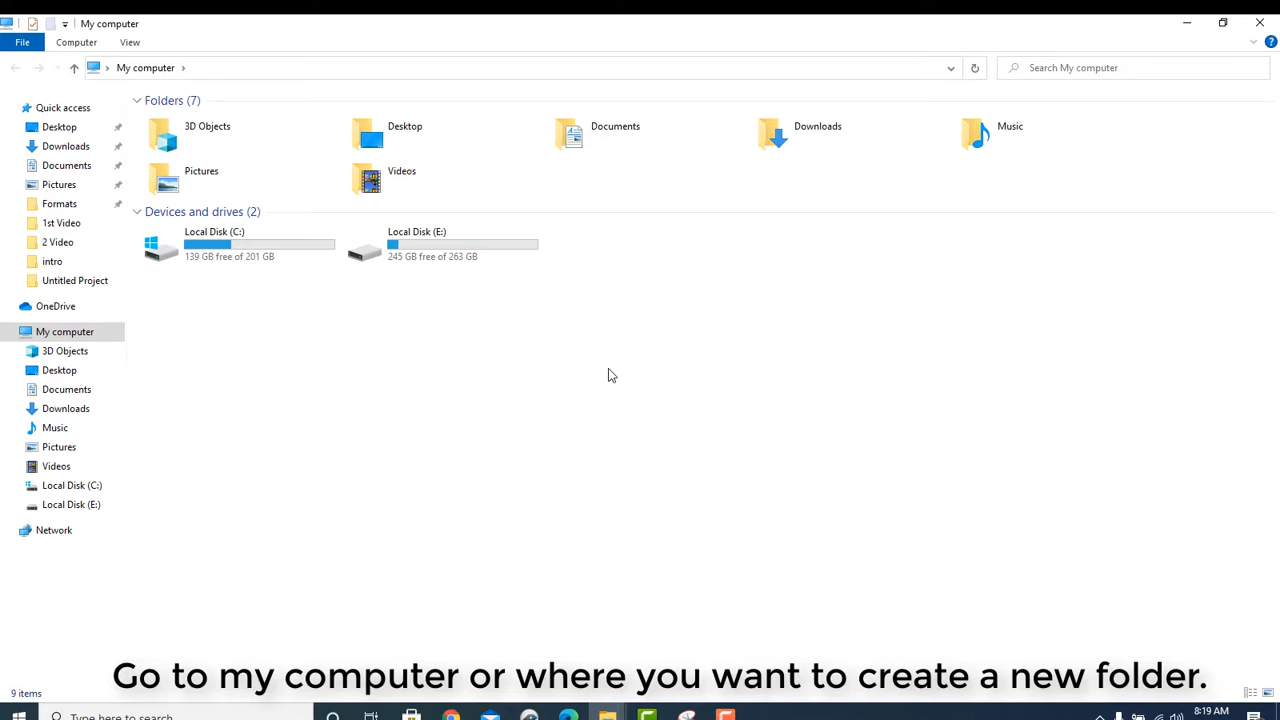 My computer
File Computer View
My computer
Search My computer
Quick access
Desktop
Downloads
Documents
Pictures
Formats
1st Video
2 Video
intro
Untitled Project
OneDrive
My computer
3D Objects
Desktop
Documents
Downloads
Music
Pictures
Videos
Local Disk (C:)
Local Disk (E:)
Network
Folders (7)
3D Objects
Desktop
Documents
Downloads
Music
Pictures
Videos
Devices and drives (2)
Local Disk (C:)
139 GB free of 201 GB
Local Disk (E:)
245 GB free of 263 GB
Go to my computer or where you want to create a new folder.
9 items
Type here to search
8:19 AM